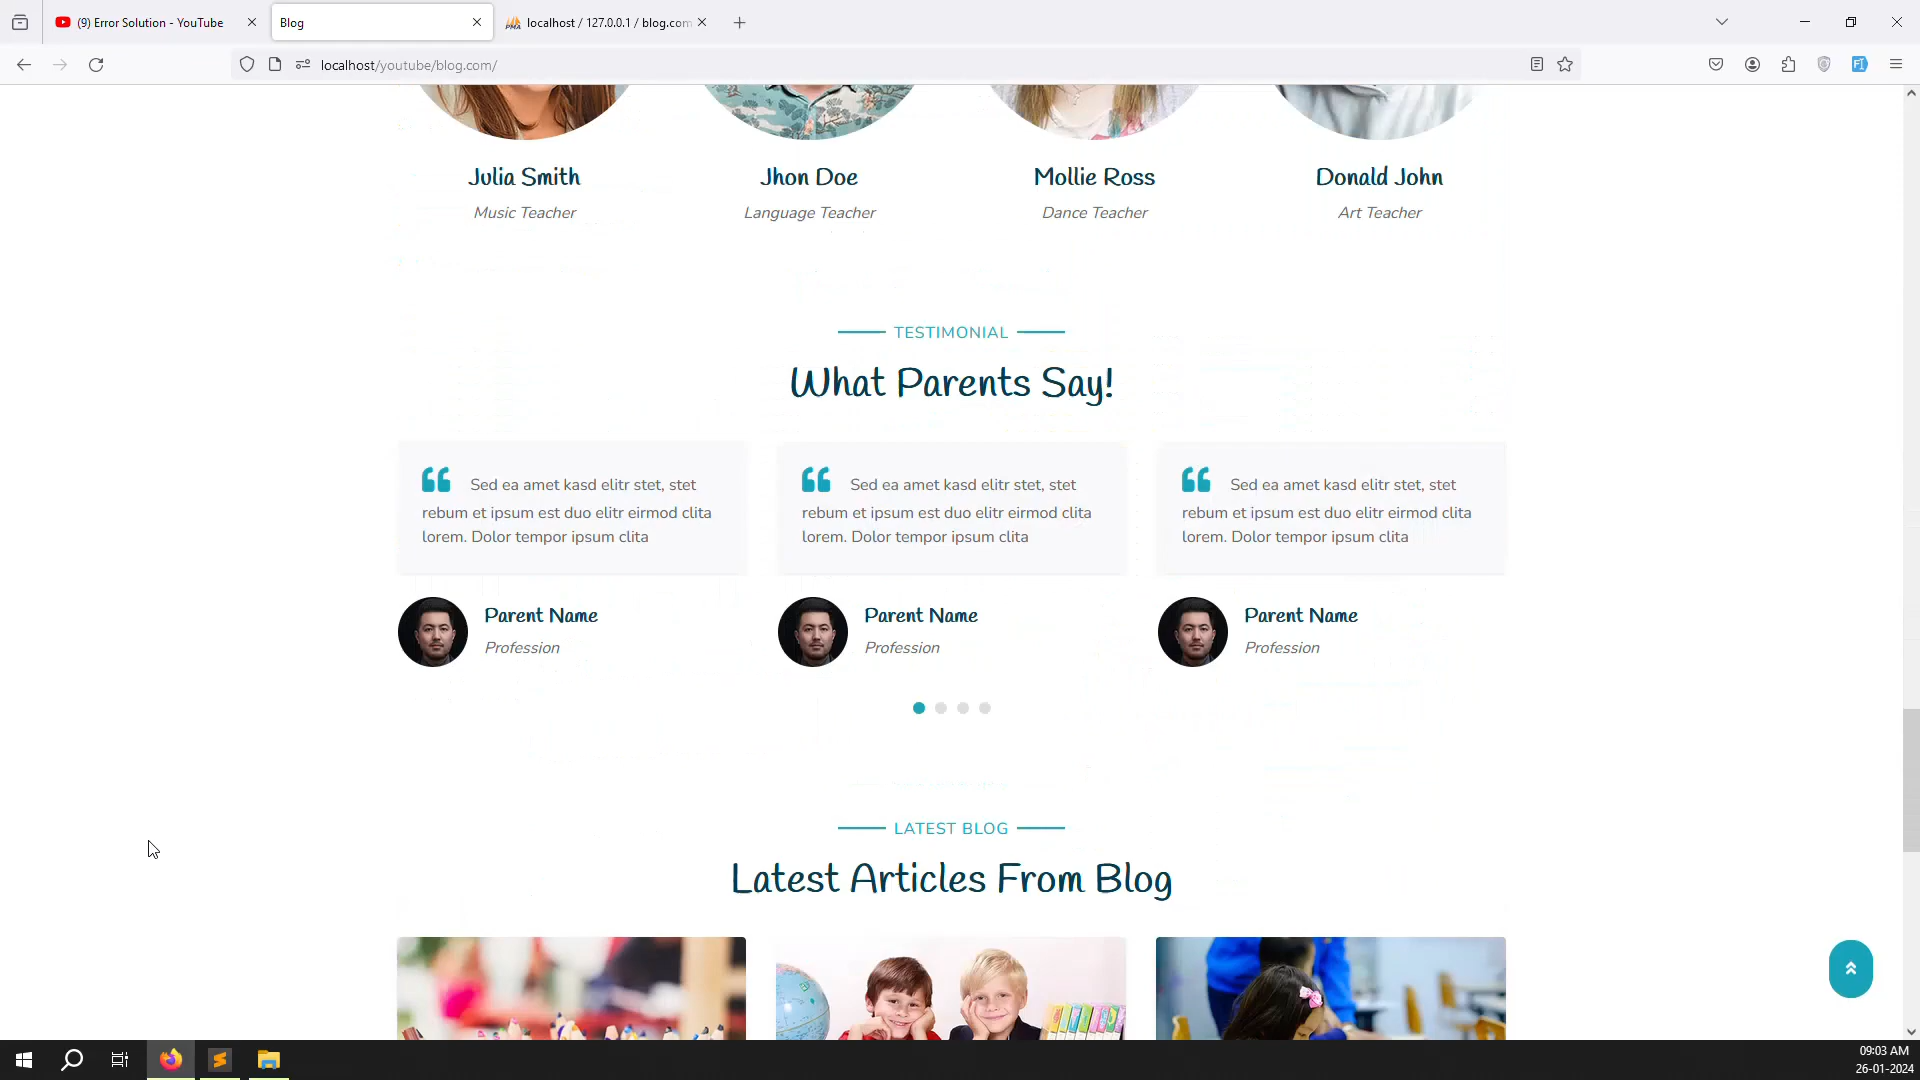 (9) Error Solution - YouTube
Blog
localhost / 127.0.0.1 / blog.com
localhost/youtube/blog.com/
Julia Smith
Jhon Doe
Mollie Ross
Donald John
Music Teacher
Language Teacher
Dance Teacher
Art Teacher
TESTIMONIAL
What Parents Say!
Sed ea amet kasd elitr stet, stet
rebum et ipsum est duo elitr eirmod clita
lorem. Dolor tempor ipsum clita
Sed ea amet kasd elitr stet, stet
rebum et ipsum est duo elitr eirmod clita
lorem. Dolor tempor ipsum clita
Sed ea amet kasd elitr stet, stet
rebum et ipsum est duo elitr eirmod clita
lorem. Dolor tempor ipsum clita
Parent Name
Profession
Parent Name
Profession
Parent Name
Profession
LATEST BLOG
Latest Articles From Blog
09:03 AM
26-01-2024